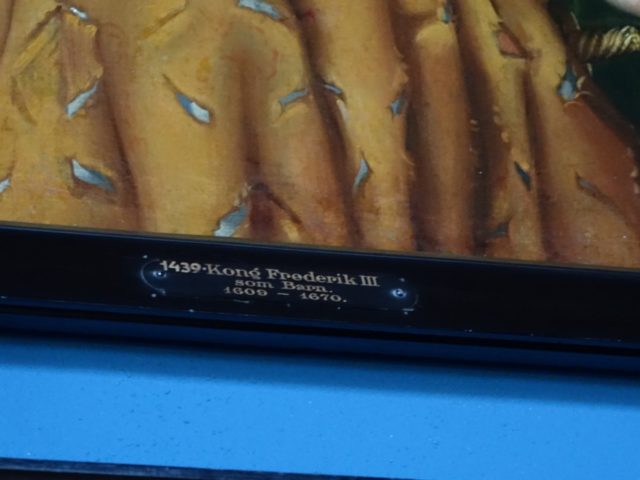 1439·Kong Frederik III
som Barn.
1609 – 1670.